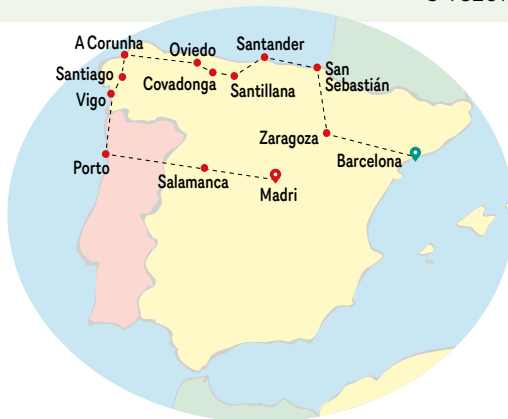 A Corunha
Oviedo
Santander
Santiago
Covadonga
Santillana
San
Sebastián
Vigo
Zaragoza
Barcelona
Porto
Salamanca
Madri